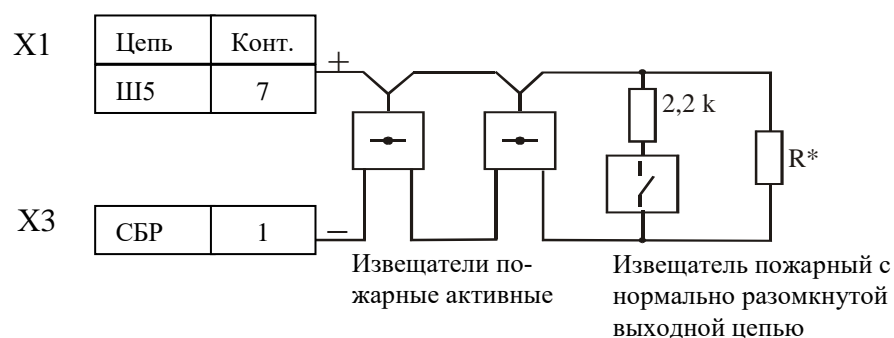 X1
Цепь Конт.
Ш5 7
+
2,2 k
R*
X3
СБР 1
–
Извещатели по-
жарные активные
Извещатель пожарный с
нормально разомкнутой
выходной цепью